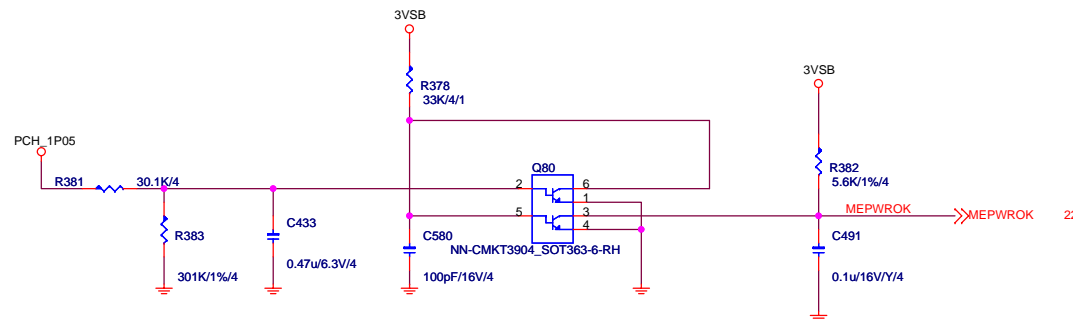 3VSB
R378
33K/4/1
3VSB
PCH_1P05
R381
30.1K/4
Q80
R382
5.6K/1%/4
2
6
1
5
3
4
MEPWROK
MEPWROK
R383
C433
C580
NN-CMKT3904_SOT363-6-RH
C491
301K/1%/4
0.47u/6.3V/4
100pF/16V/4
0.1u/16V/Y/4